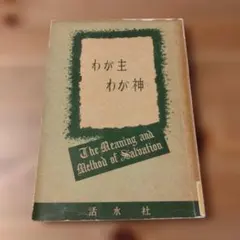 わが主
わが神
The Meaning and
Method of Salvation
活水社